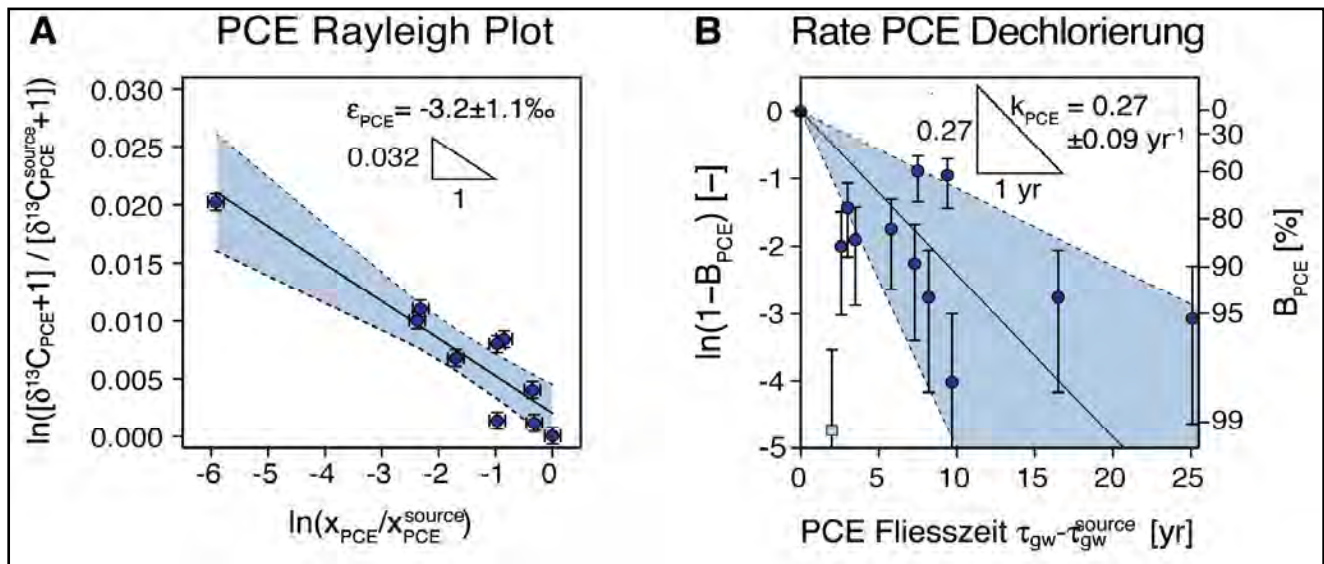 A PCE Rayleigh Plot
ln([δ¹³C_PCE+1] / [δ¹³C_PCE^source+1])
0.030
0.025
0.020
0.015
0.010
0.005
0.000
ε_PCE= -3.2±1.1‰
0.032
1
-6 -5 -4 -3 -2 -1 0
ln(x_PCE/x_PCE^source)
B Rate PCE Dechlorierung
ln(1−B_PCE) [-]
0
-1
-2
-3
-4
-5
0.27
1 yr
k_PCE = 0.27
±0.09 yr⁻¹
0
30
60
80
90
95
99
B_PCE [%]
0 5 10 15 20 25
PCE Fliesszeit τ_gw-τ_gw^source [yr]